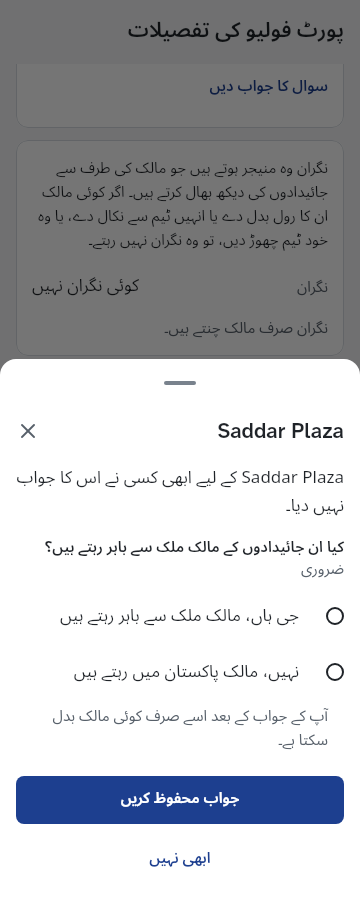 پورٹ فولیو کی تفصیلات
سوال کا جواب دیں
نگران وہ منیجر ہوتے ہیں جو مالک کی طرف سے
جائیدادوں کی دیکھ بھال کرتے ہیں۔ اگر کوئی مالک
ان کا رول بدل دے یا انہیں ٹیم سے نکال دے، یا وہ
خود ٹیم چھوڑ دیں، تو وہ نگران نہیں رہتے۔
نگران
کوئی نگران نہیں
نگران صرف مالک چنتے ہیں۔
Saddar Plaza
Saddar Plaza کے لیے ابھی کسی نے اس کا جواب
نہیں دیا۔
کیا ان جائیدادوں کے مالک ملک سے باہر رہتے ہیں؟
ضروری
جی ہاں، مالک ملک سے باہر رہتے ہیں
نہیں، مالک پاکستان میں رہتے ہیں
آپ کے جواب کے بعد اسے صرف کوئی مالک بدل
سکتا ہے۔
جواب محفوظ کریں
ابھی نہیں